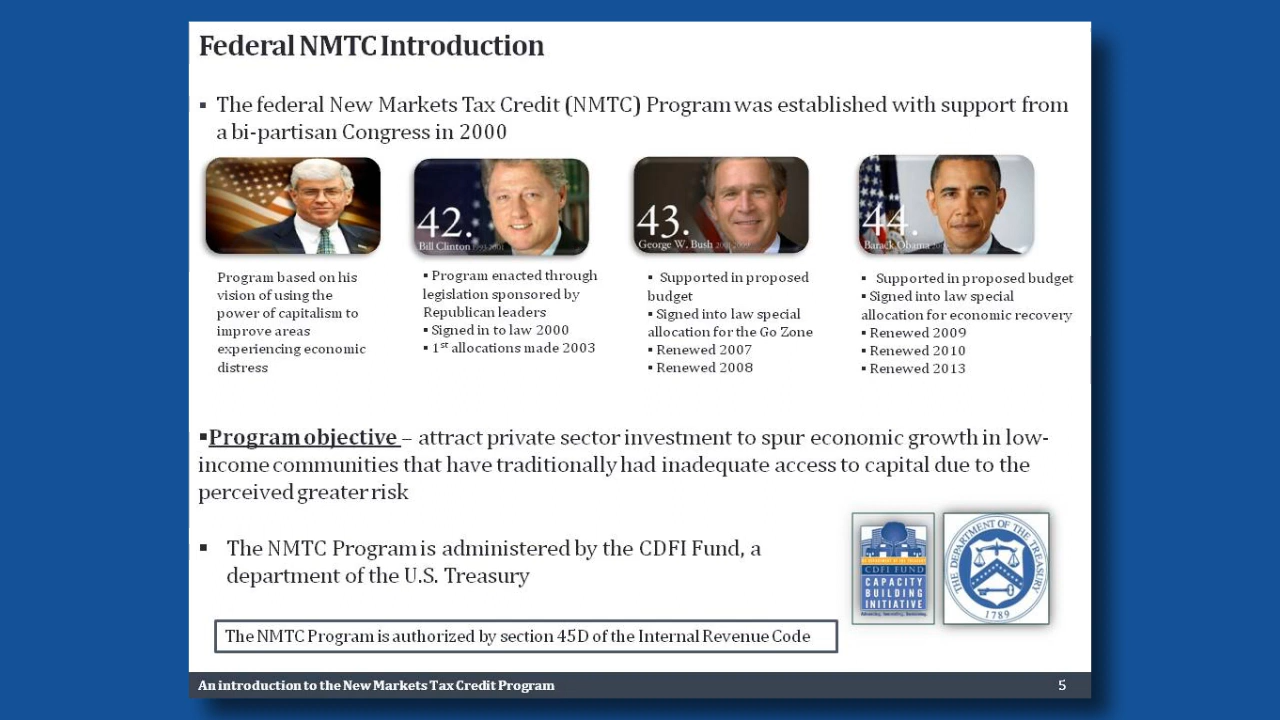 Federal NMTC Introduction
▪ The federal New Markets Tax Credit (NMTC) Program was established with support from
a bi-partisan Congress in 2000
42.
Bill Clinton 1993-2001
43.
George W. Bush 2001-2009
44.
Barack Obama
Program based on his
vision of using the
power of capitalism to
improve areas
experiencing economic
distress
▪ Program enacted through
legislation sponsored by
Republican leaders
▪ Signed in to law 2000
▪ 1st allocations made 2003
▪ Supported in proposed
budget
▪ Signed into law special
allocation for the Go Zone
▪ Renewed 2007
▪ Renewed 2008
▪ Supported in proposed budget
▪ Signed into law special
allocation for economic recovery
▪ Renewed 2009
▪ Renewed 2010
▪ Renewed 2013
▪Program objective – attract private sector investment to spur economic growth in low-
income communities that have traditionally had inadequate access to capital due to the
perceived greater risk
▪ The NMTC Program is administered by the CDFI Fund, a
department of the U.S. Treasury
CDFI FUND
CAPACITY
BUILDING
INITIATIVE
THE DEPARTMENT OF THE TREASURY
1789
The NMTC Program is authorized by section 45D of the Internal Revenue Code
An introduction to the New Markets Tax Credit Program
5